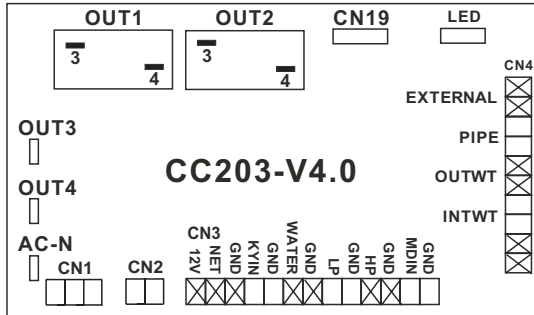 OUT1 OUT2 CN19 LED
3 4 3 4
CN4
EXTERNAL
OUT3 PIPE
CC203-V4.0
OUTWT
OUT4 INTWT
AC-N
CN1 CN2 CN3
12V NET GND KYIN GND WATER GND LP GND HP GND MDIN GND